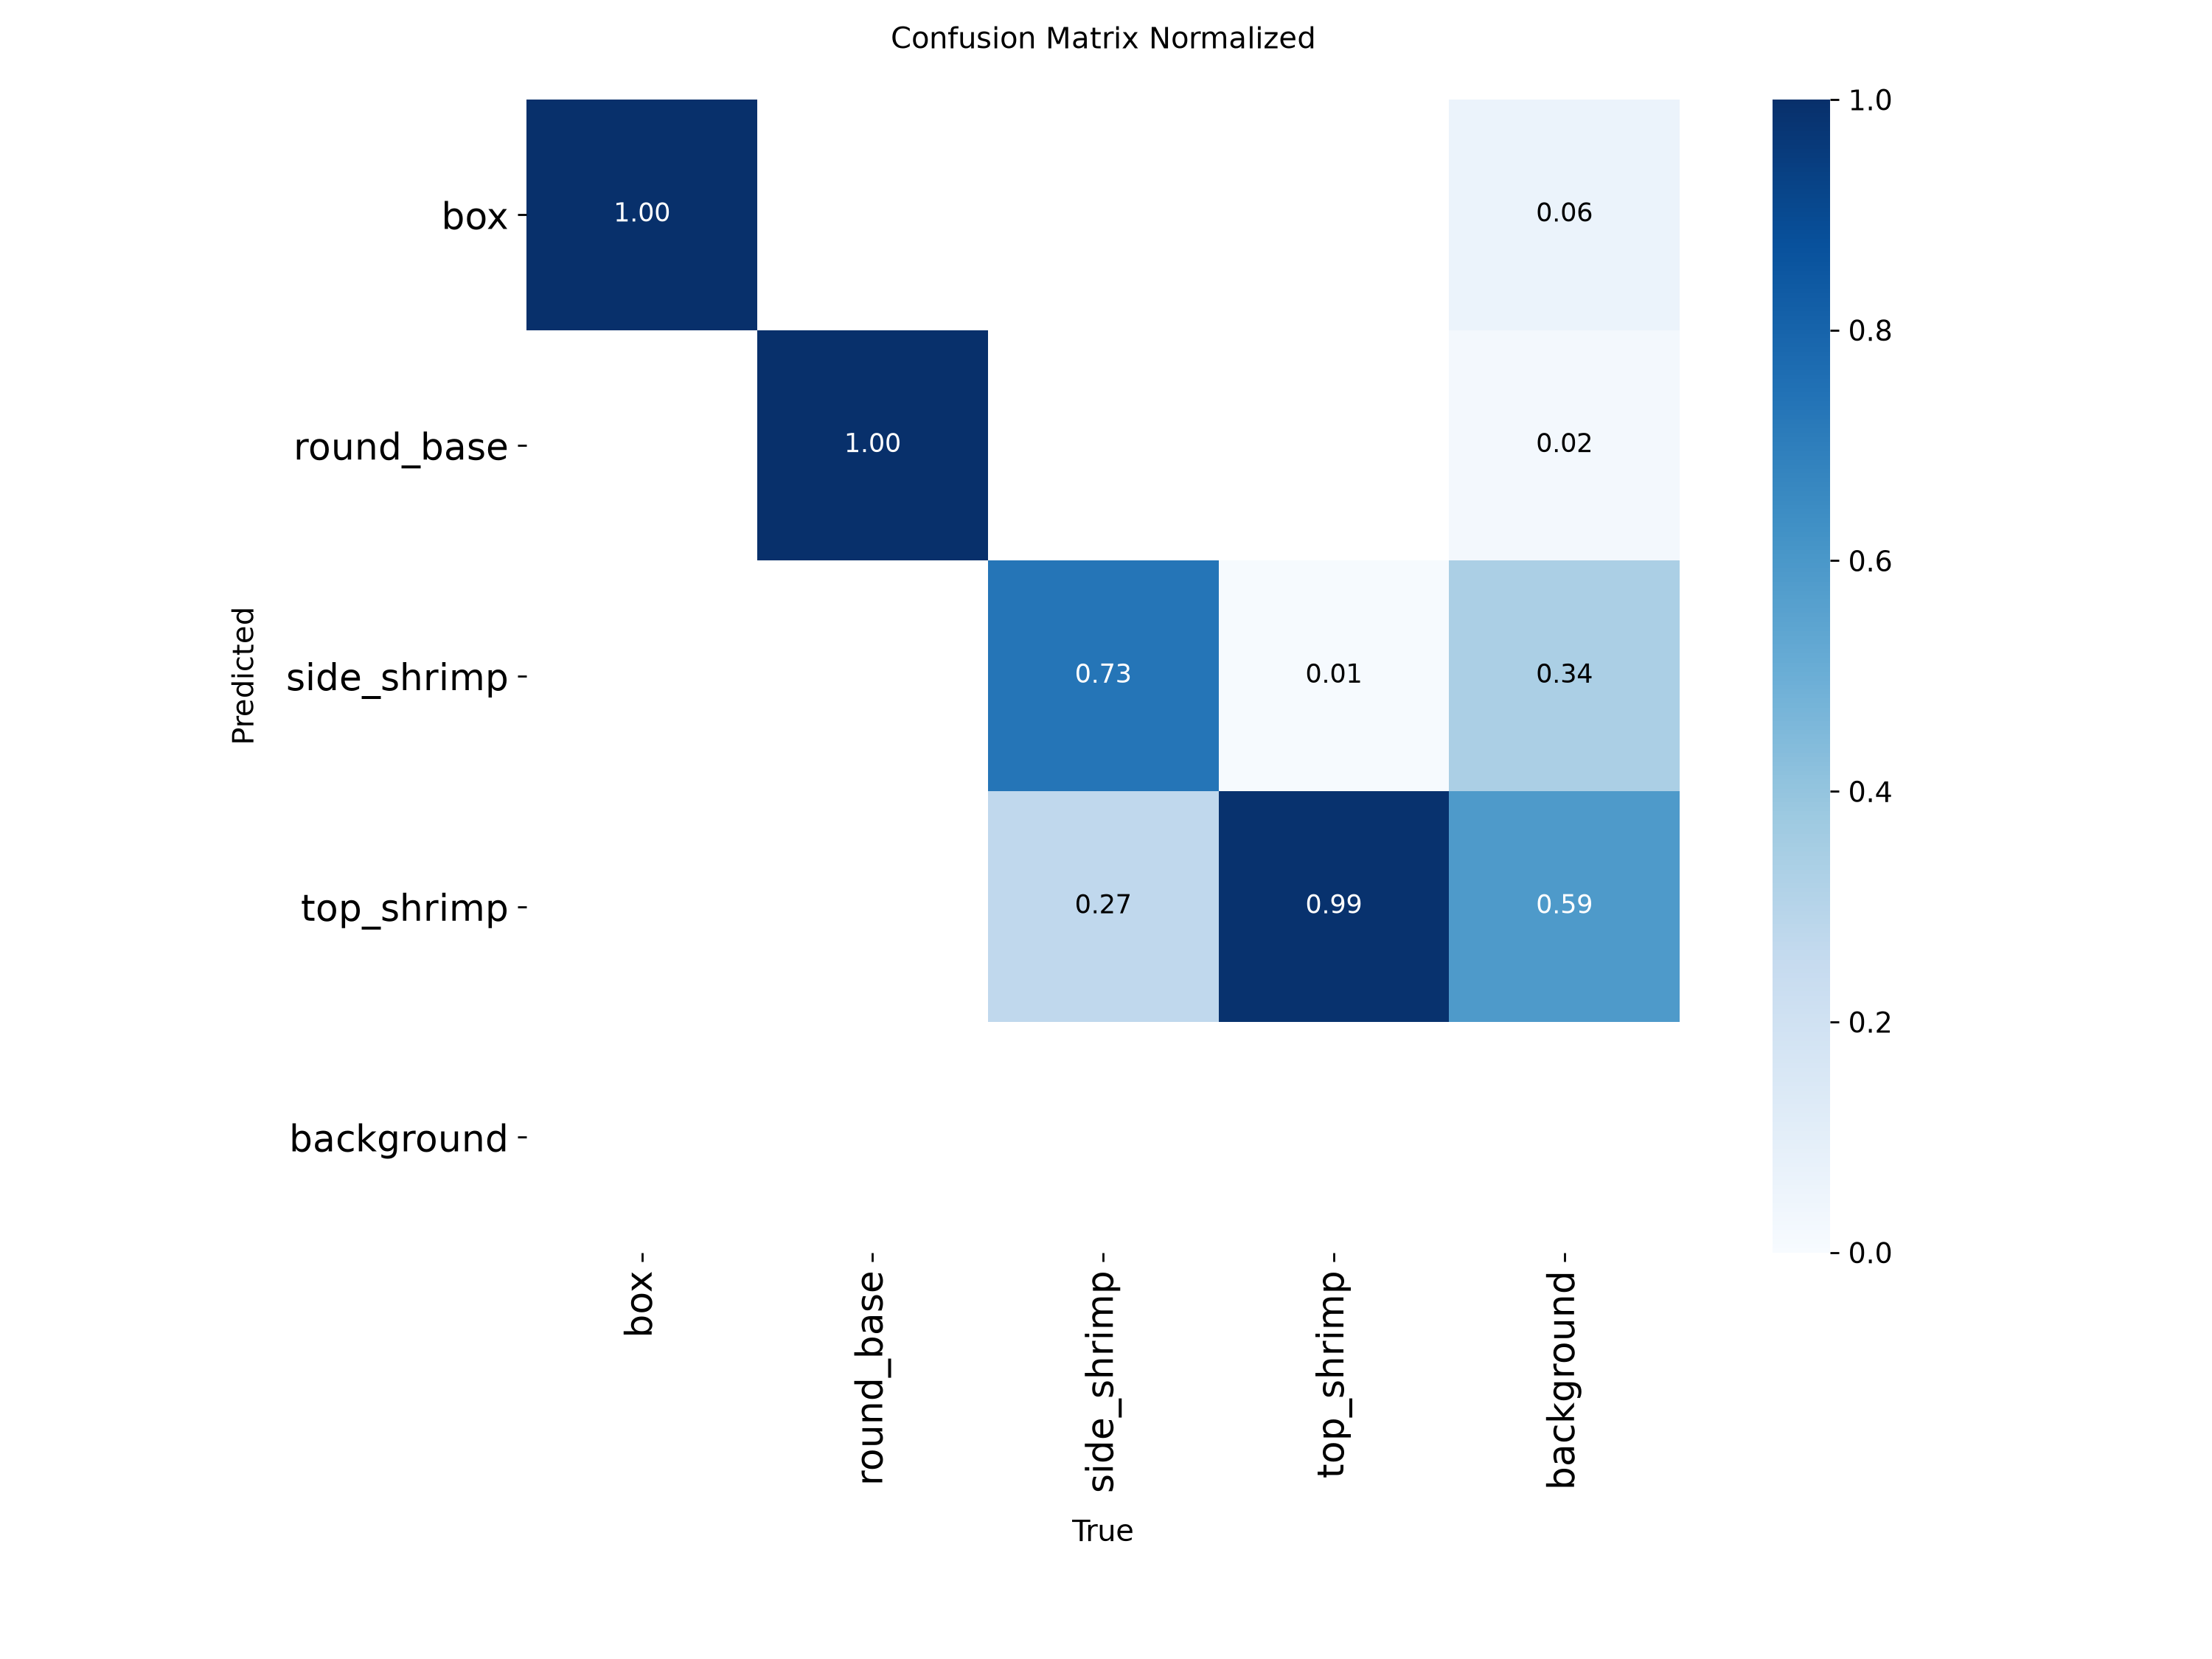 Confusion Matrix Normalized
box
1.00
0.06
1.0
round_base
1.00
0.02
0.8
side_shrimp
0.73
0.01
0.34
0.6
top_shrimp
0.27
0.99
0.59
0.4
background
0.2
0.0
Predicted
box
round_base
side_shrimp
top_shrimp
background
True